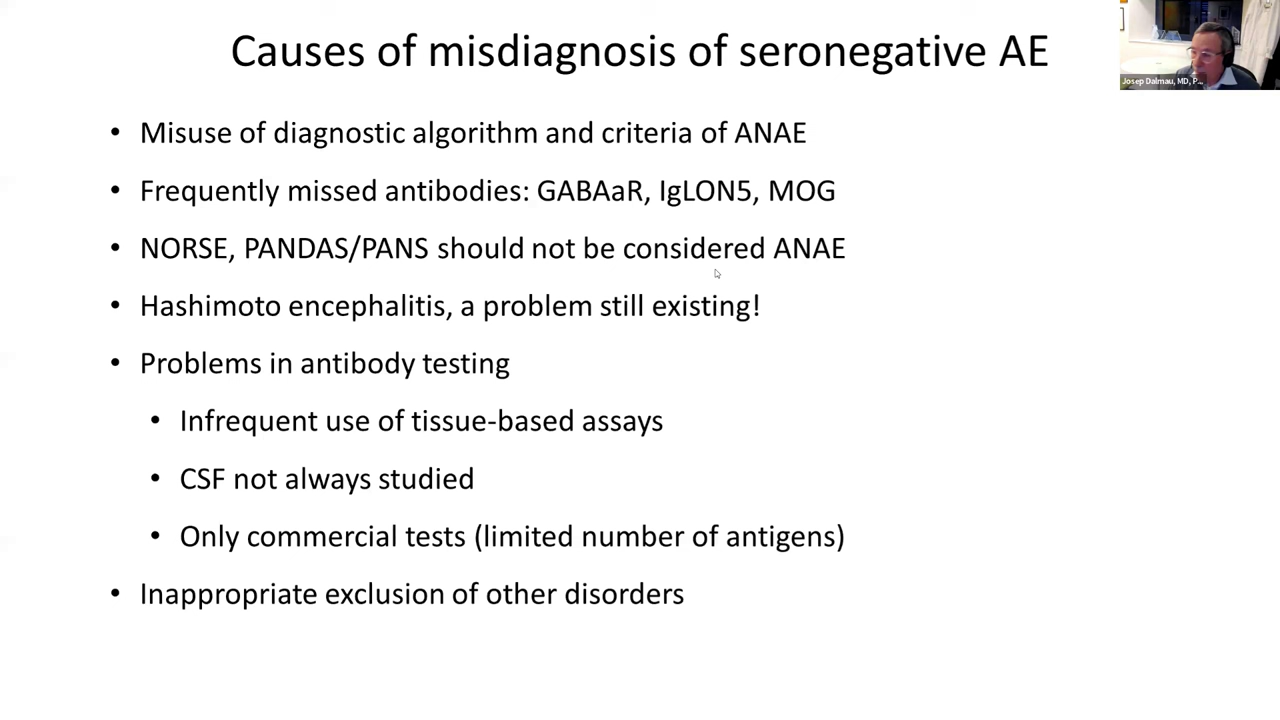 Causes of misdiagnosis of seronegative AE
Josep Dalmau, MD, P...
• Misuse of diagnostic algorithm and criteria of ANAE
• Frequently missed antibodies: GABAaR, IgLON5, MOG
• NORSE, PANDAS/PANS should not be considered ANAE
• Hashimoto encephalitis, a problem still existing!
• Problems in antibody testing
• Infrequent use of tissue-based assays
• CSF not always studied
• Only commercial tests (limited number of antigens)
• Inappropriate exclusion of other disorders